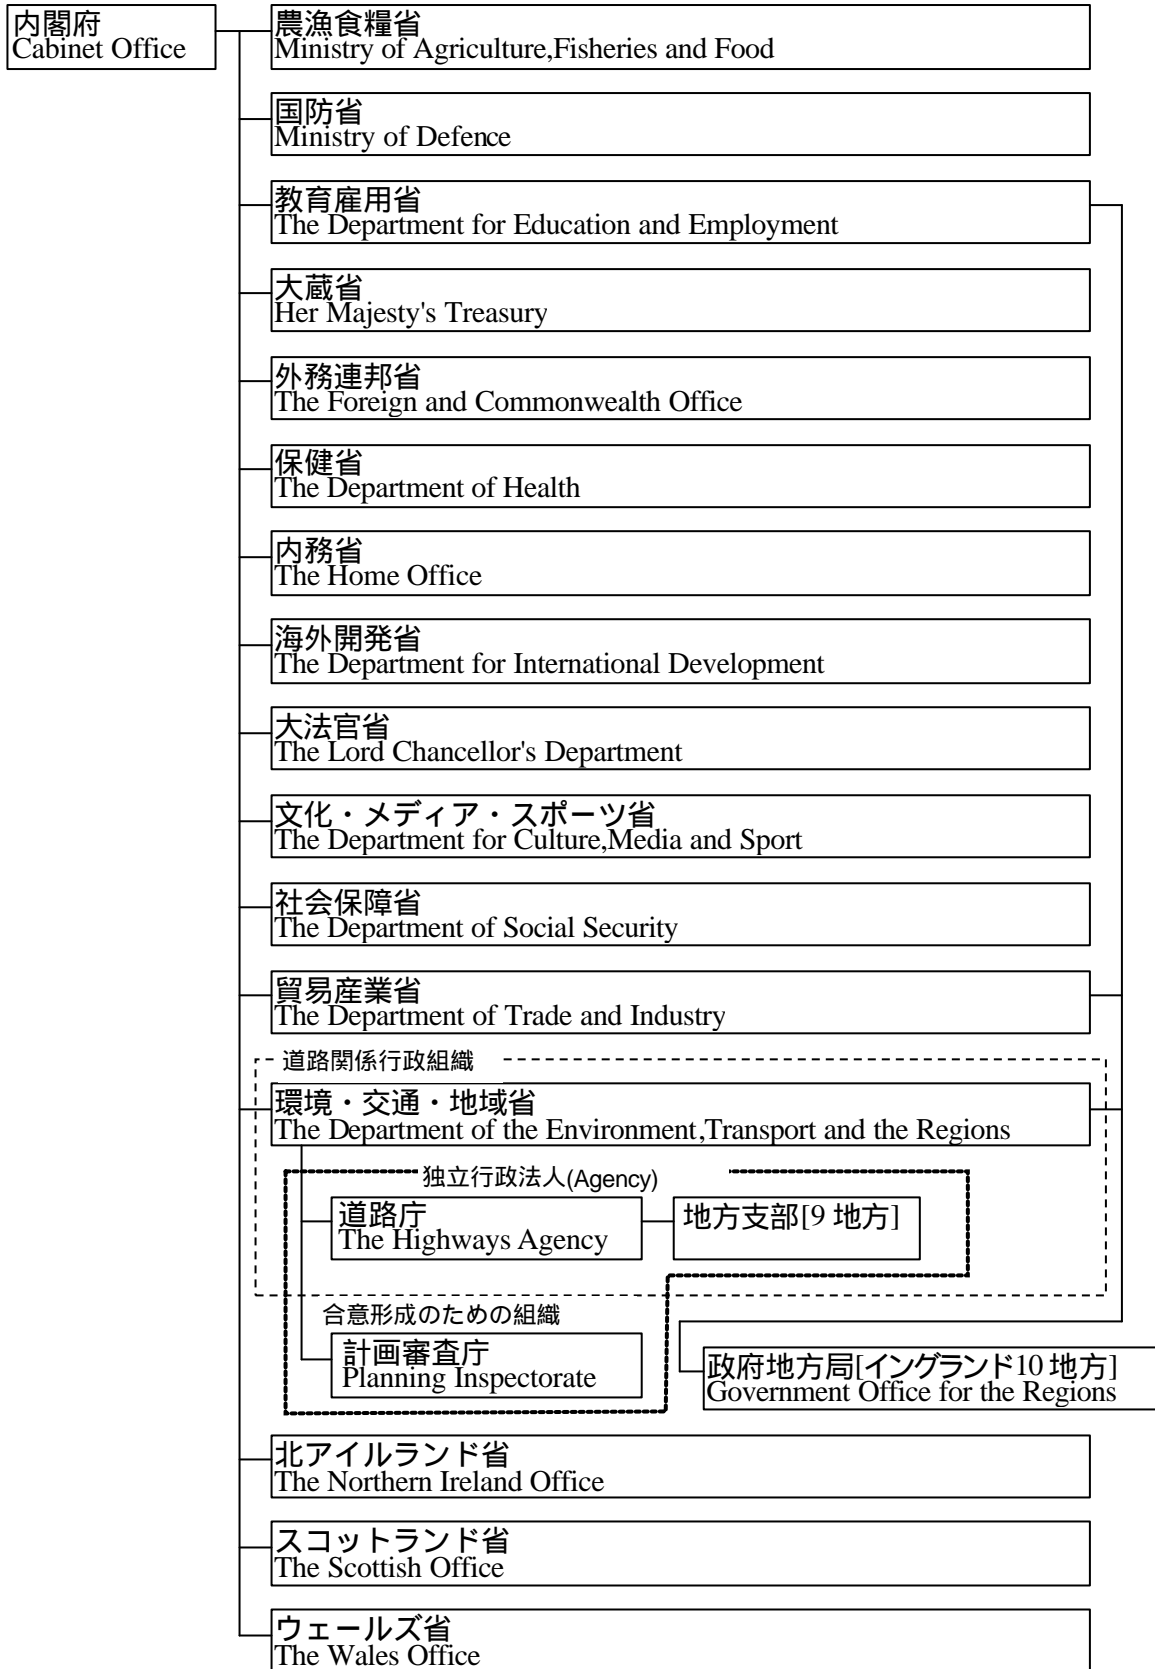 内閣府
Cabinet Office
農漁食糧省
Ministry of Agriculture,Fisheries and Food
国防省
Ministry of Defence
教育雇用省
The Department for Education and Employment
大蔵省
Her Majesty's Treasury
外務連邦省
The Foreign and Commonwealth Office
保健省
The Department of Health
内務省
The Home Office
海外開発省
The Department for International Development
大法官省
The Lord Chancellor's Department
文化・メディア・スポーツ省
The Department for Culture,Media and Sport
社会保障省
The Department of Social Security
貿易産業省
The Department of Trade and Industry
道路関係行政組織
環境・交通・地域省
The Department of the Environment,Transport and the Regions
独立行政法人(Agency)
道路庁
The Highways Agency
地方支部[9 地方]
合意形成のための組織
計画審査庁
Planning Inspectorate
政府地方局[イングランド10 地方]
Government Office for the Regions
北アイルランド省
The Northern Ireland Office
スコットランド省
The Scottish Office
ウェールズ省
The Wales Office